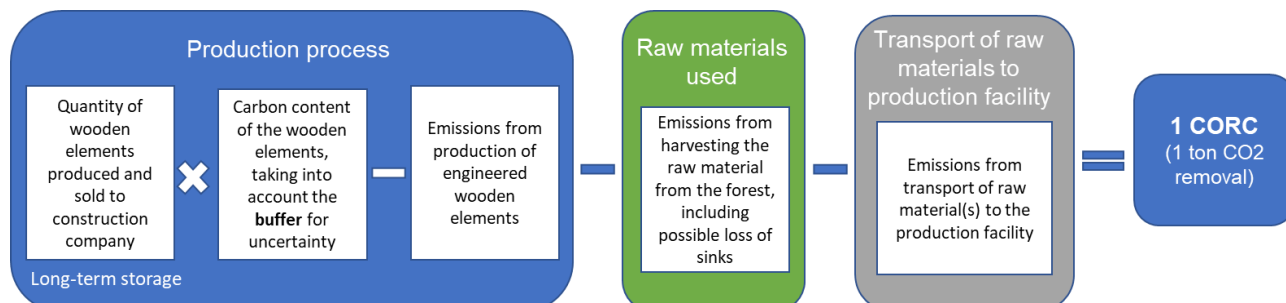 Production process
Quantity of
wooden
elements
produced and
sold to
construction
company
Carbon content
of the wooden
elements,
taking into
account the
buffer for
uncertainty
Emissions from
production of
engineered
wooden
elements
Long-term storage
Raw materials
used
Emissions from
harvesting the
raw material
from the forest,
including
possible loss of
sinks
Transport of raw
materials to
production facility
Emissions from
transport of raw
material(s) to the
production facility
1 CORC
(1 ton CO2
removal)